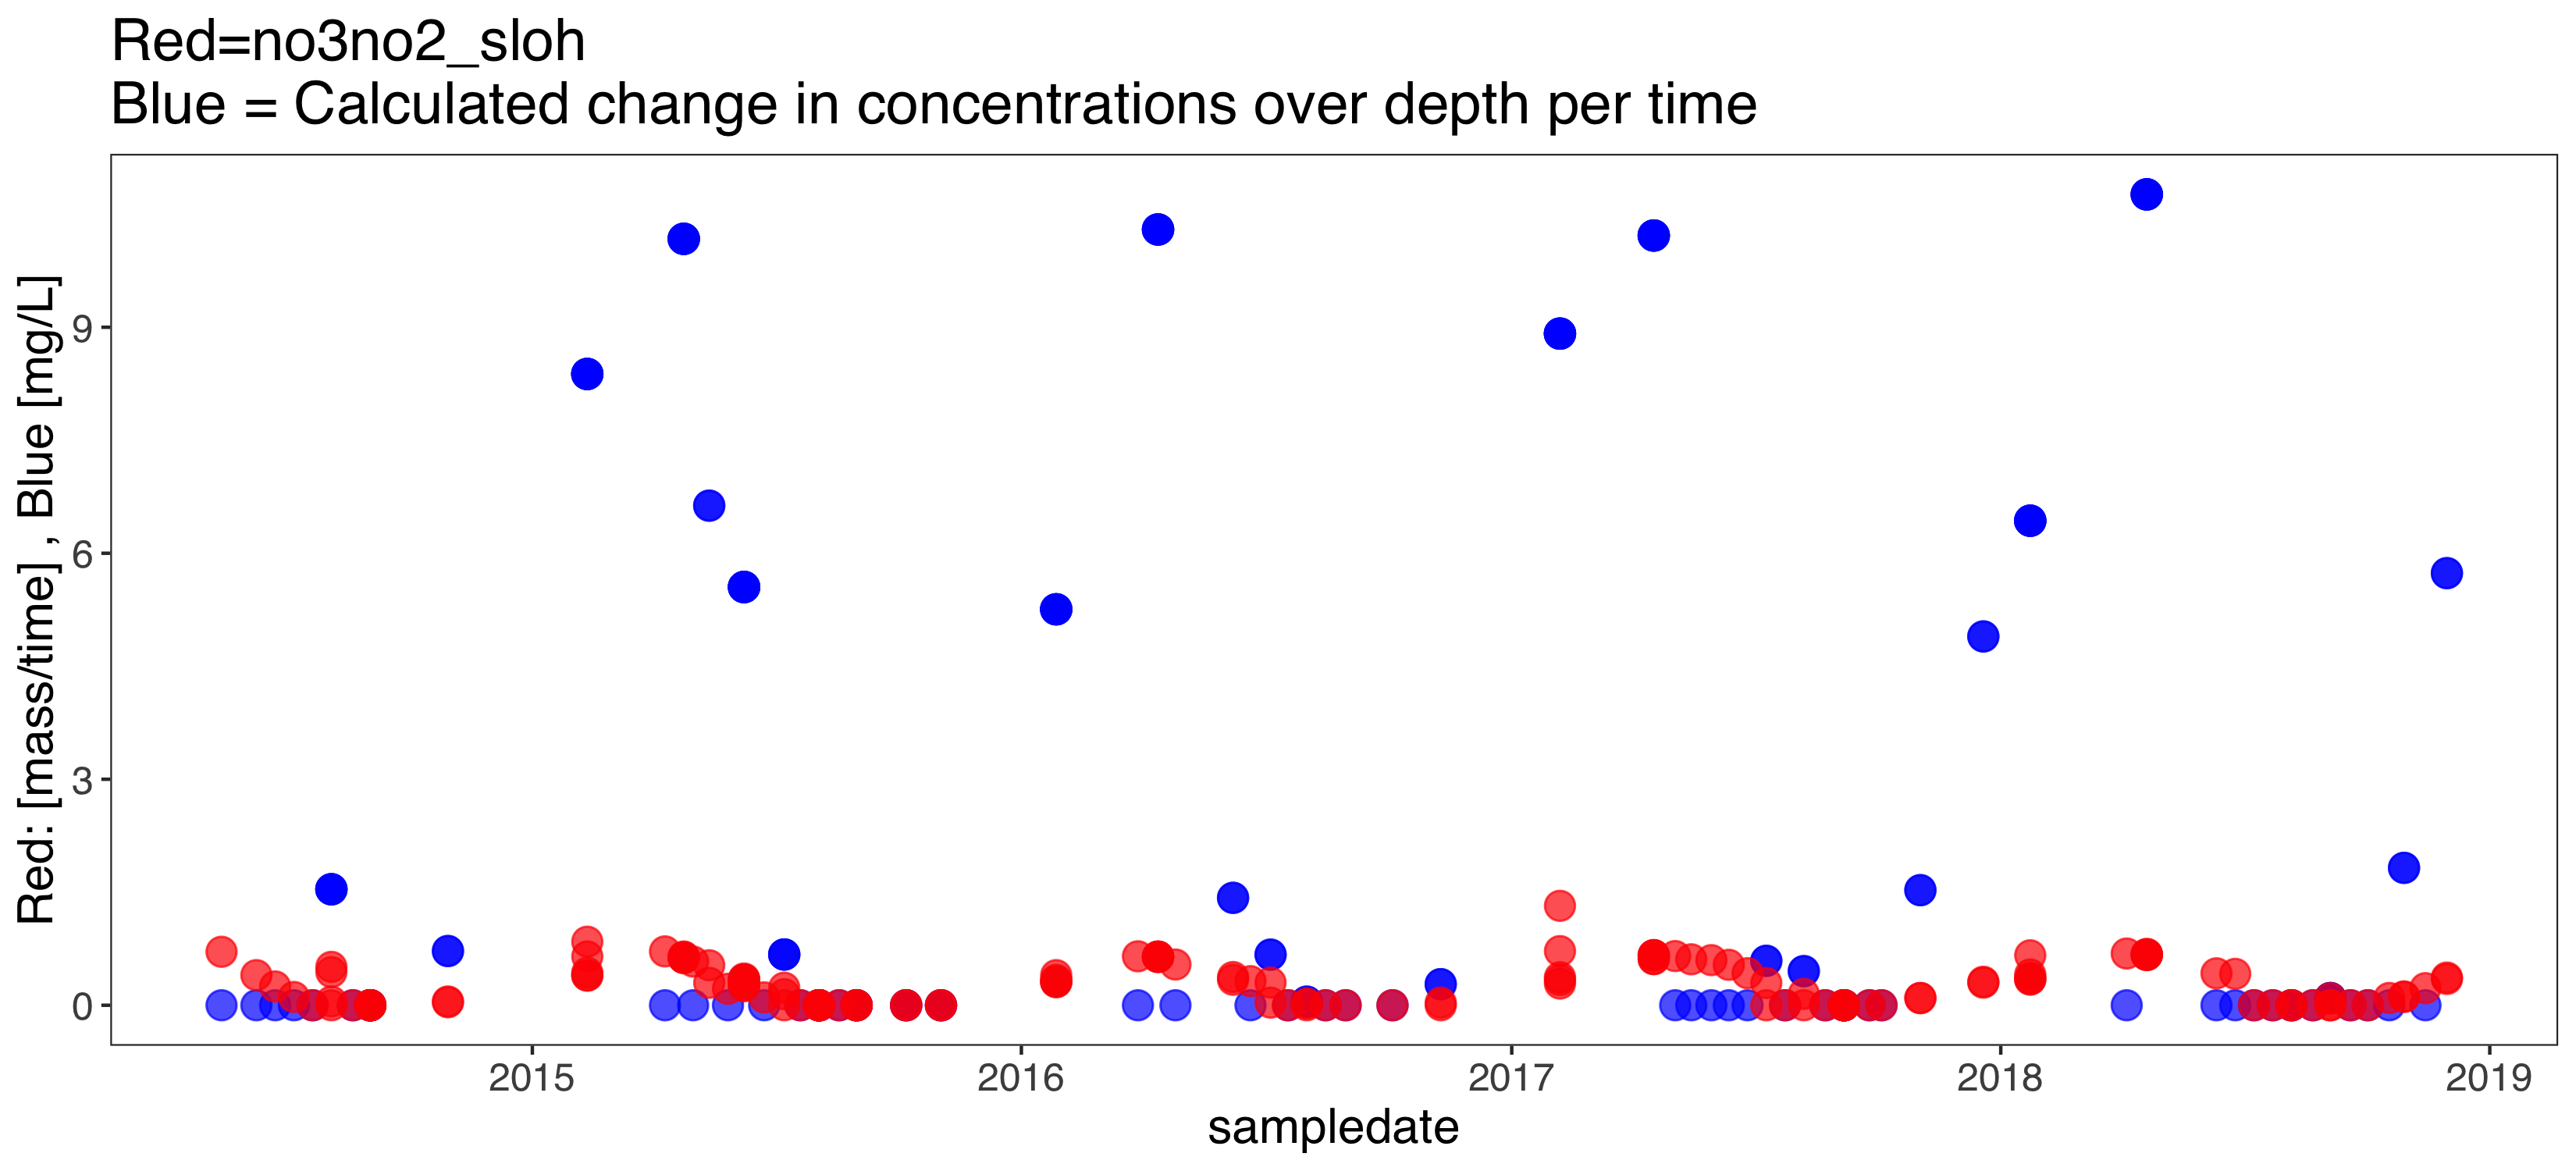 Red=no3no2_sloh
Blue = Calculated change in concentrations over depth per time
Red: [mass/time] , Blue [mg/L]
9
6
3
0
2015
2016
2017
2018
2019
sampledate